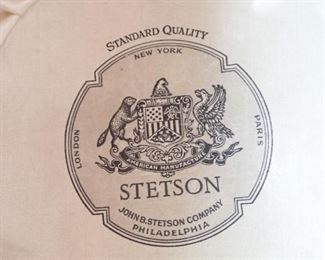 STANDARD QUALITY
NEW YORK
LONDON
PARIS
AMERICAN MANUFACTURE
STETSON
JOHN B. STETSON COMPANY
PHILADELPHIA